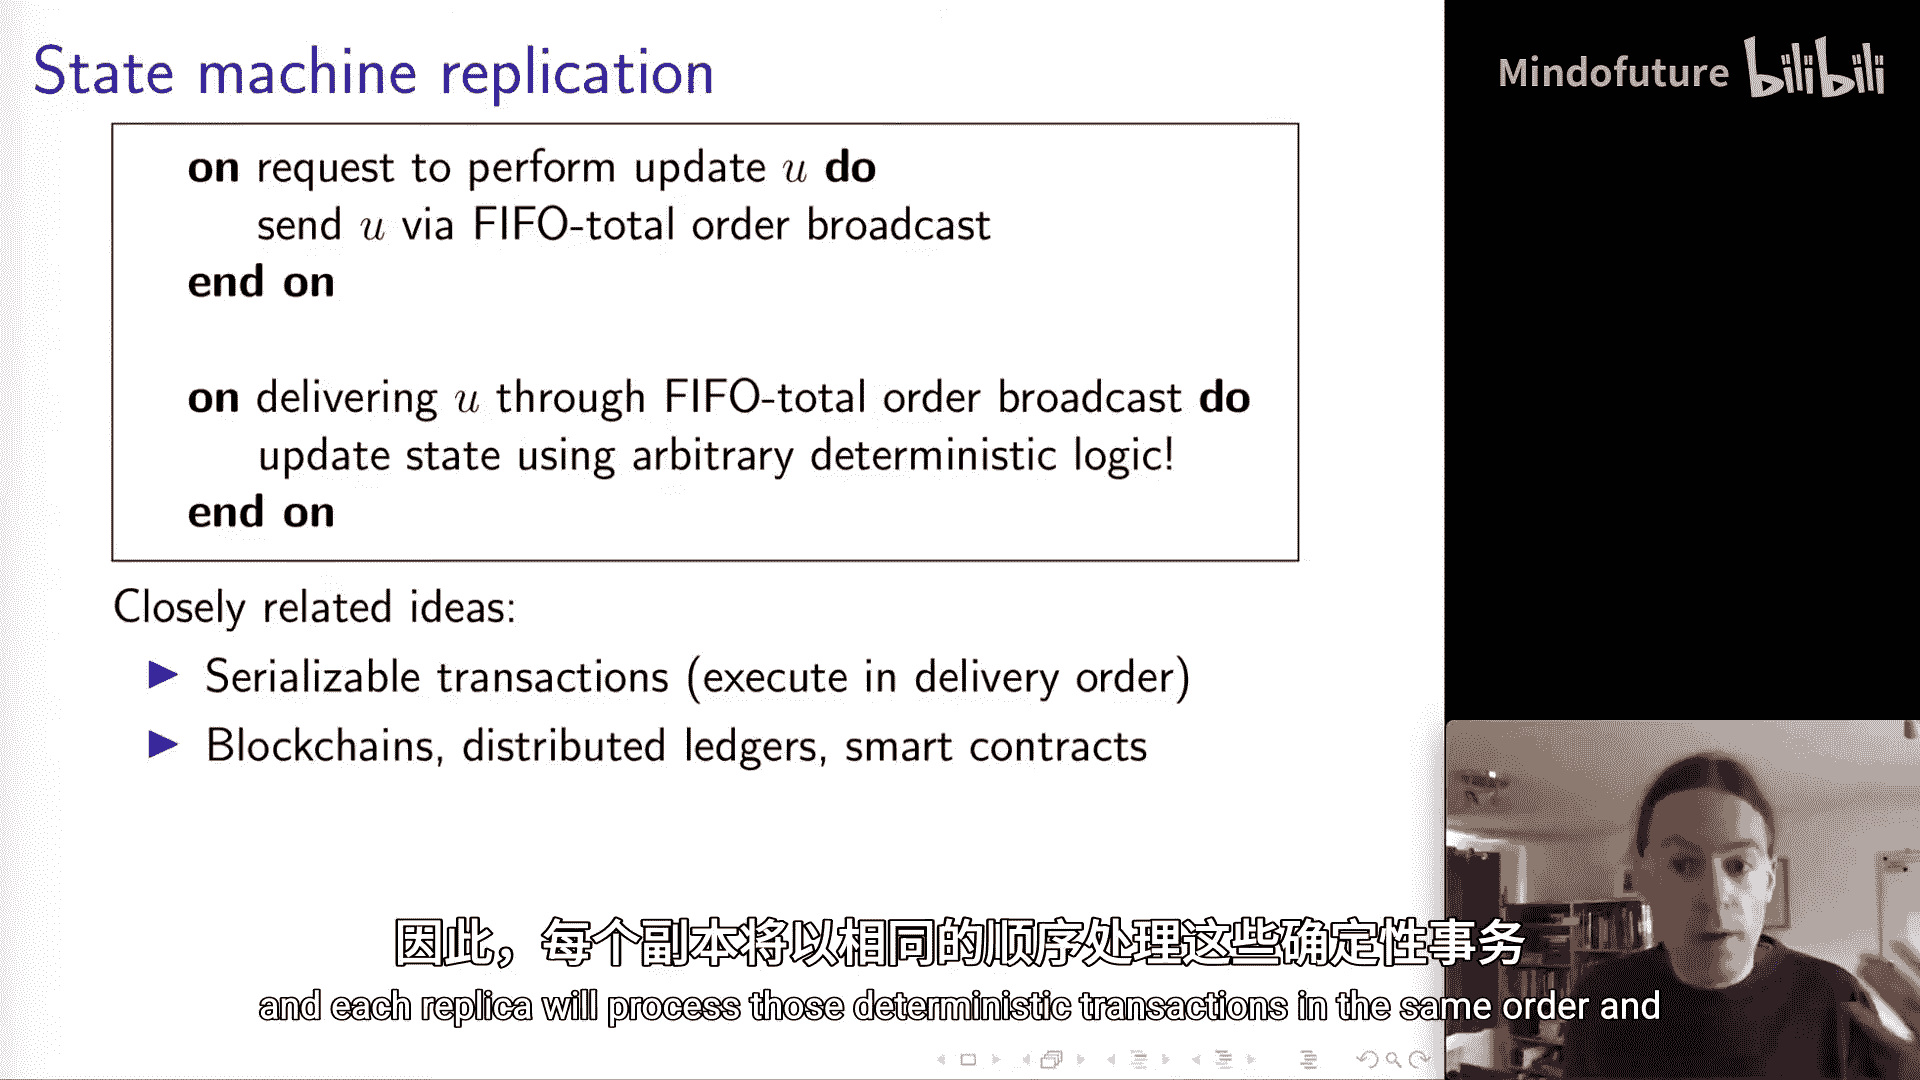 State machine replication
Mindofuture bilibili
on request to perform update u do
send u via FIFO-total order broadcast
end on
on delivering u through FIFO-total order broadcast do
update state using arbitrary deterministic logic!
end on
Closely related ideas:
Serializable transactions (execute in delivery order)
Blockchains, distributed ledgers, smart contracts
因此，每个副本将以相同的顺序处理这些确定性事务
and each replica will process those deterministic transactions in the same order and